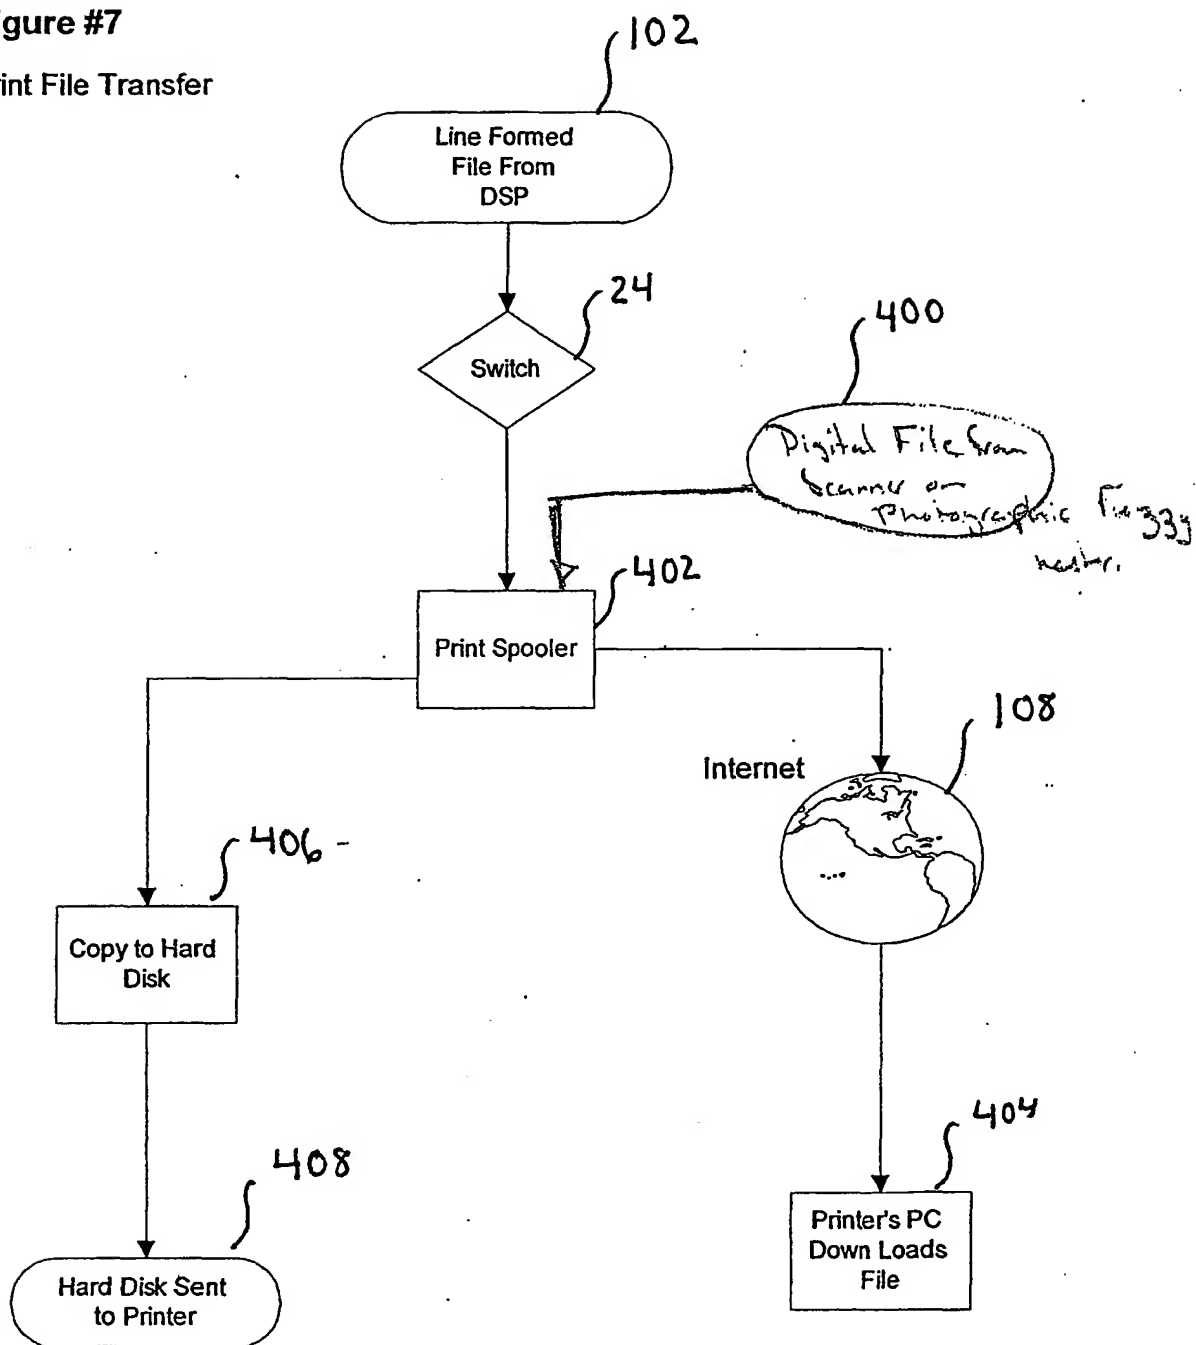 gure #7
102
int File Transfer
Line Formed
File From
DSP
24
Switch
400
Digital File from
Scanner or
Photographic
master.
402
Print Spooler
108
Internet
406 -
Copy to Hard
Disk
404
408
Printer's PC
Down Loads
File
Hard Disk Sent
to Printer